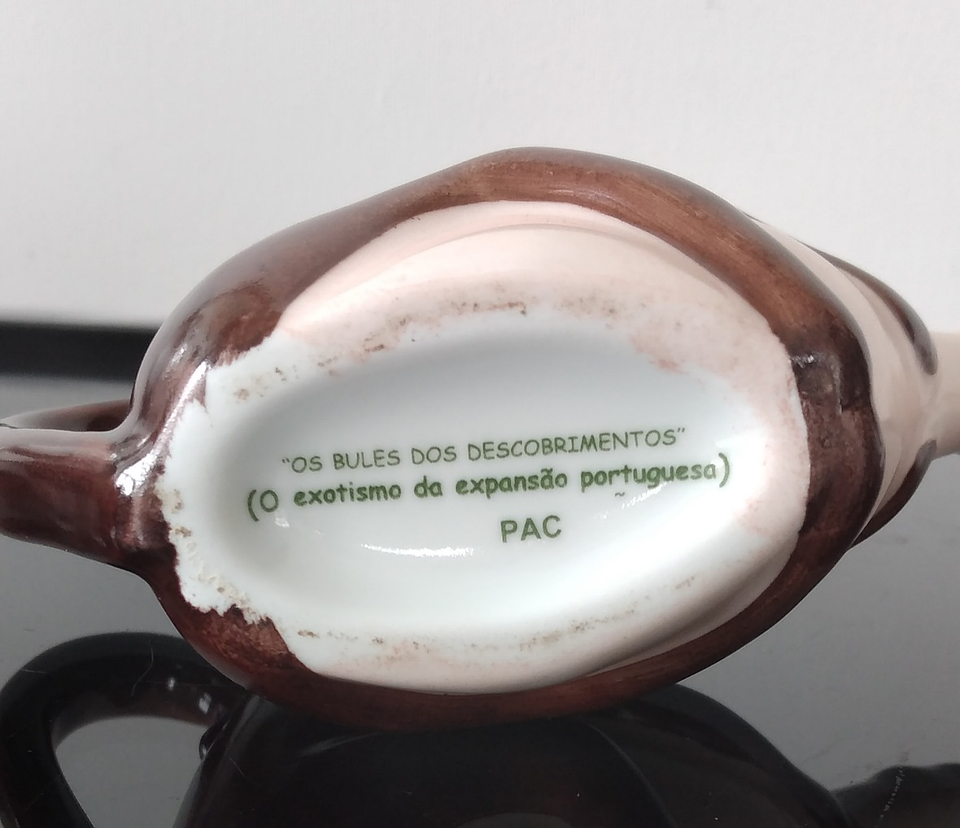 "OS BULES DOS DESCOBRIMENTOS"
(O exotismo da expansão portuguesa)
PAC